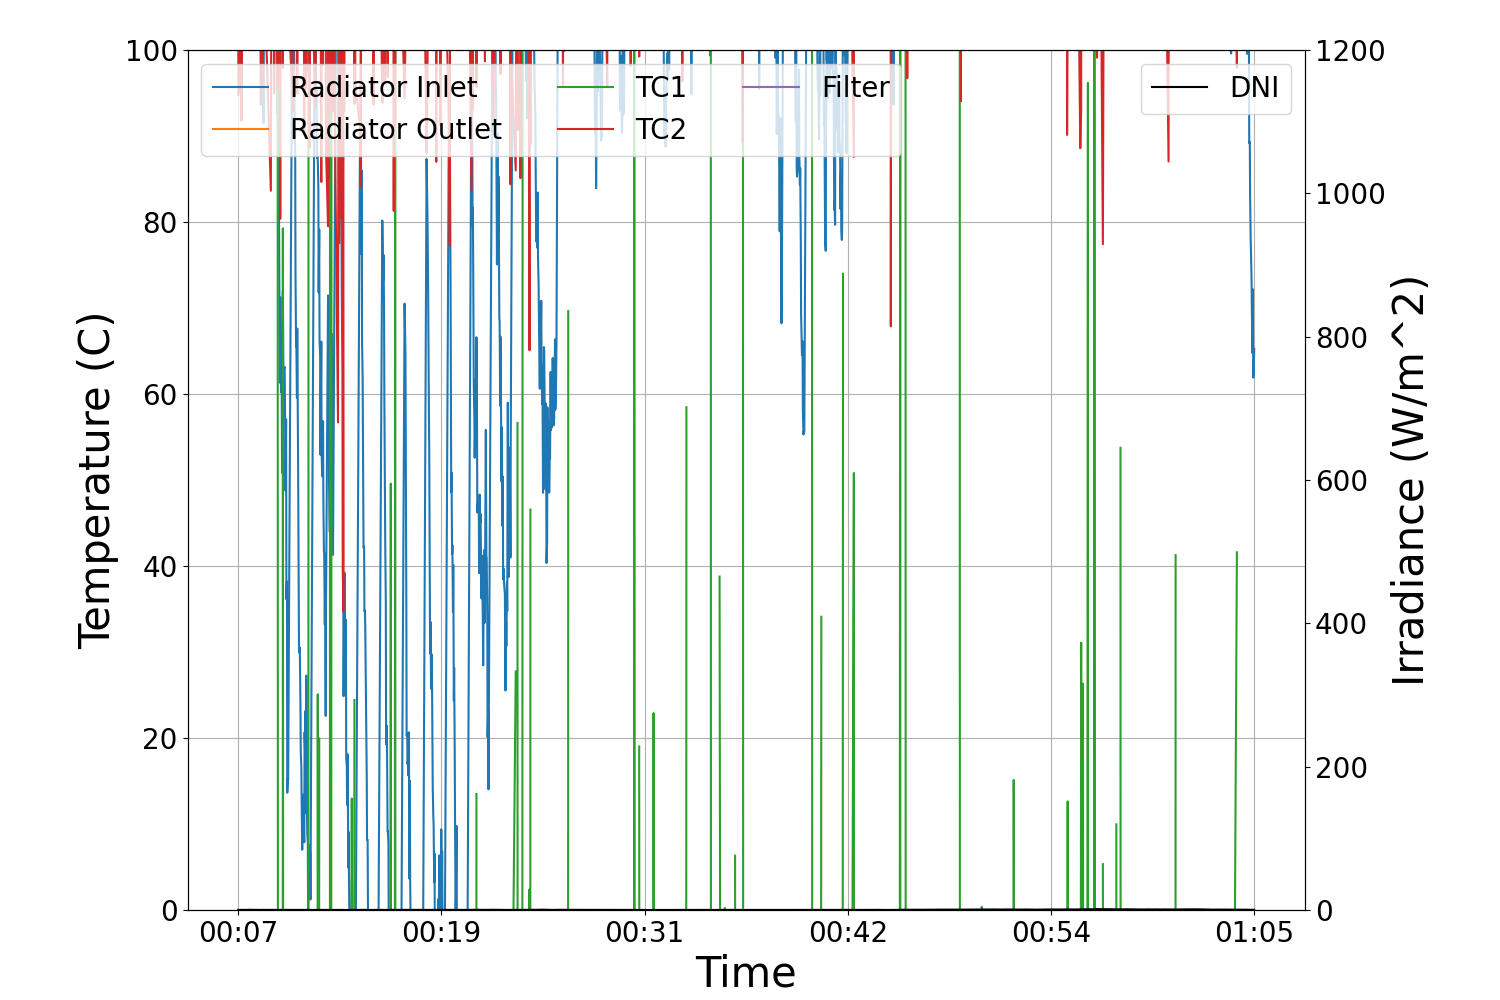 100
80
60
40
20
0
Temperature (C)
Radiator Inlet
Radiator Outlet
TC1
TC2
Filter
DNI
1200
1000
800
600
400
200
0
Irradiance (W/m^2)
00:07 00:19 00:31 00:42 00:54 01:05
Time